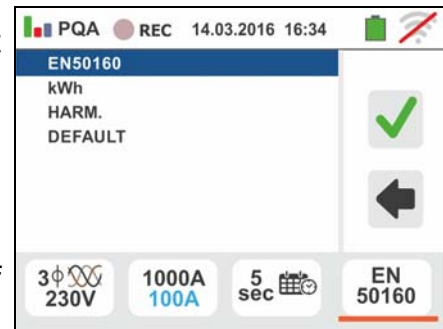 PQA REC 14.03.2016 16:34
EN50160
kWh
HARM.
DEFAULT
3ϕ
230V
1000A
100A
5
sec
EN
50160